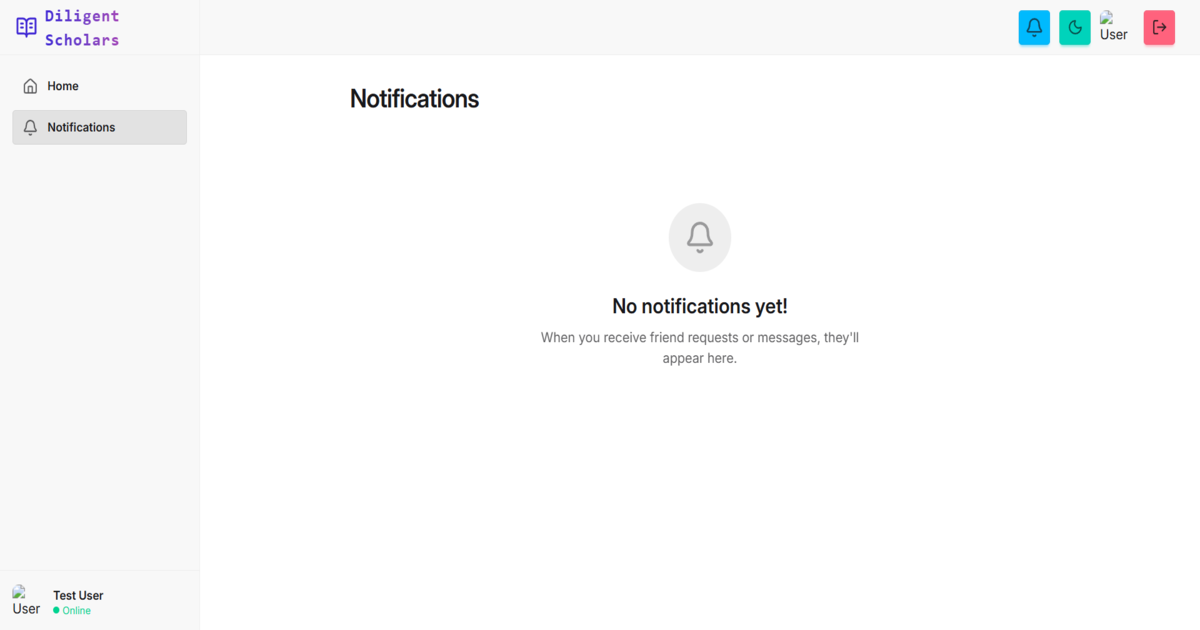 Diligent
Scholars
User
Home
Notifications
Notifications
No notifications yet!
When you receive friend requests or messages, they'll
appear here.
User
Test User
Online